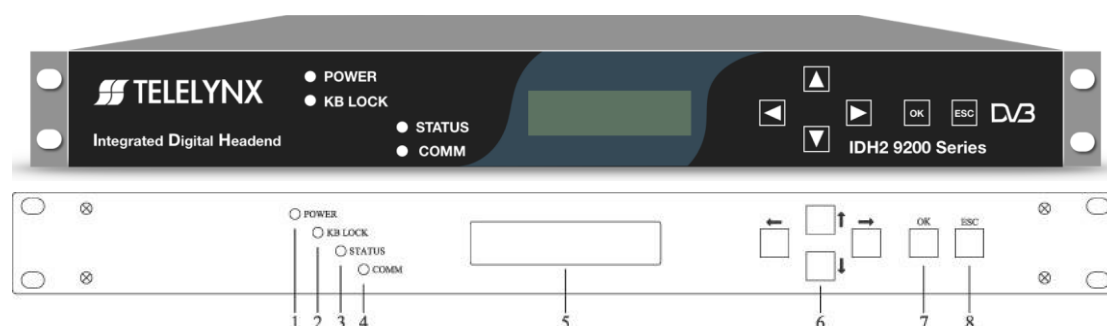 POWER
TELELYNX
KB LOCK
STATUS
OK
ESC
DVB
Integrated Digital Headend
COMM
IDH2 9200 Series
POWER
OK
ESC
KB LOCK
STATUS
COMM
1 2 3 4 5 6 7 8